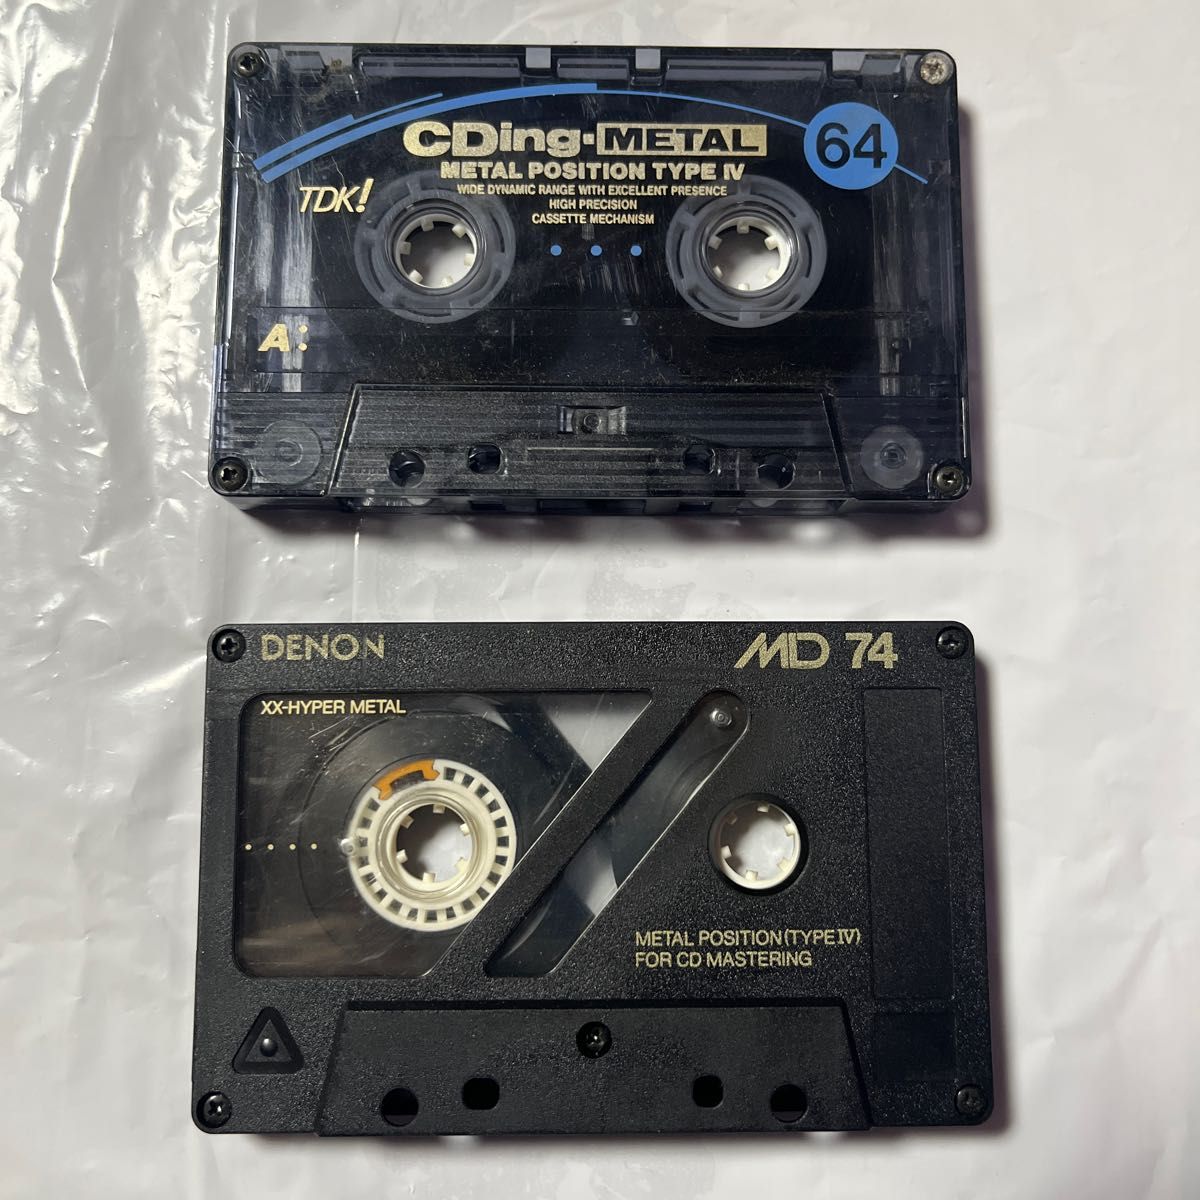 CDing·METAL
64
METAL POSITION TYPE IV
WIDE DYNAMIC RANGE WITH EXCELLENT PRESENCE
HIGH PRECISION
CASSETTE MECHANISM
TDK!
A:
DENON
MD 74
XX-HYPER METAL
METAL POSITION(TYPE IV)
FOR CD MASTERING